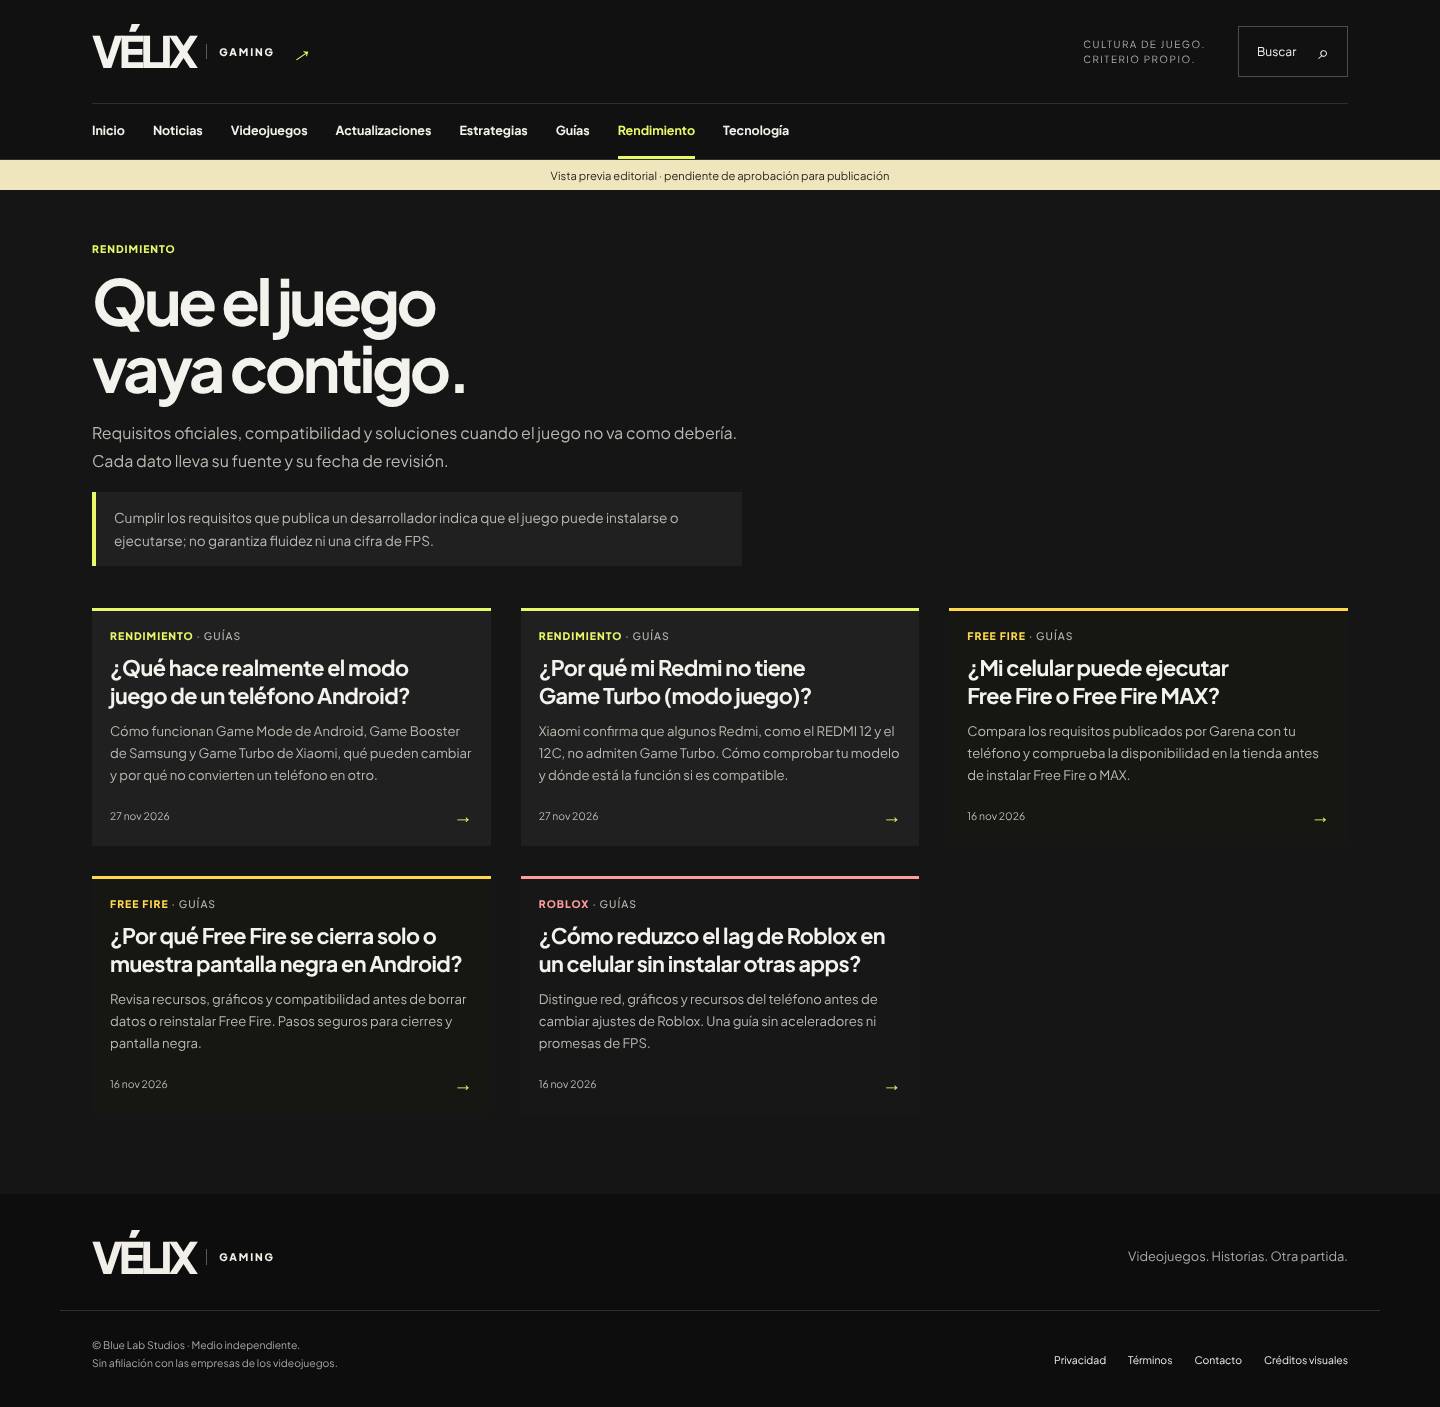 VÉLIX GAMING →
CULTURA DE JUEGO.
CRITERIO PROPIO.
Buscar ⌕
Inicio Noticias Videojuegos Actualizaciones Estrategias Guías Rendimiento Tecnología
Vista previa editorial · pendiente de aprobación para publicación
RENDIMIENTO
Que el juego
vaya contigo.
Requisitos oficiales, compatibilidad y soluciones cuando el juego no va como debería.
Cada dato lleva su fuente y su fecha de revisión.
Cumplir los requisitos que publica un desarrollador indica que el juego puede instalarse o
ejecutarse; no garantiza fluidez ni una cifra de FPS.
RENDIMIENTO · GUÍAS
¿Qué hace realmente el modo
juego de un teléfono Android?
Cómo funcionan Game Mode de Android, Game Booster
de Samsung y Game Turbo de Xiaomi, qué pueden cambiar
y por qué no convierten un teléfono en otro.
27 nov 2026 →
RENDIMIENTO · GUÍAS
¿Por qué mi Redmi no tiene
Game Turbo (modo juego)?
Xiaomi confirma que algunos Redmi, como el REDMI 12 y el
12C, no admiten Game Turbo. Cómo comprobar tu modelo
y dónde está la función si es compatible.
27 nov 2026 →
FREE FIRE · GUÍAS
¿Mi celular puede ejecutar
Free Fire o Free Fire MAX?
Compara los requisitos publicados por Garena con tu
teléfono y comprueba la disponibilidad en la tienda antes
de instalar Free Fire o MAX.
16 nov 2026 →
FREE FIRE · GUÍAS
¿Por qué Free Fire se cierra solo o
muestra pantalla negra en Android?
Revisa recursos, gráficos y compatibilidad antes de borrar
datos o reinstalar Free Fire. Pasos seguros para cierres y
pantalla negra.
16 nov 2026 →
ROBLOX · GUÍAS
¿Cómo reduzco el lag de Roblox en
un celular sin instalar otras apps?
Distingue red, gráficos y recursos del teléfono antes de
cambiar ajustes de Roblox. Una guía sin aceleradores ni
promesas de FPS.
16 nov 2026 →
VÉLIX GAMING
Videojuegos. Historias. Otra partida.
© Blue Lab Studios · Medio independiente.
Sin afiliación con las empresas de los videojuegos.
Privacidad Términos Contacto Créditos visuales